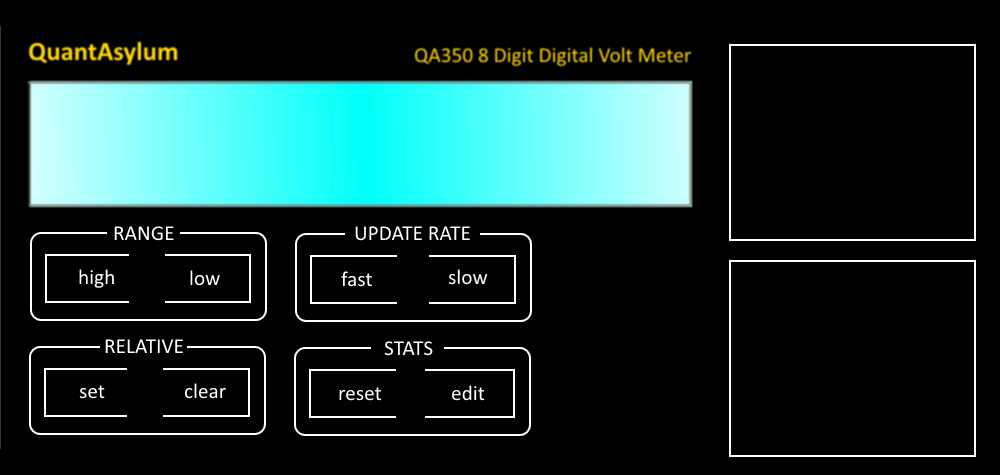 QuantAsylum
QA350 8 Digit Digital Volt Meter
RANGE
high low
UPDATE RATE
fast slow
RELATIVE
set clear
STATS
reset edit